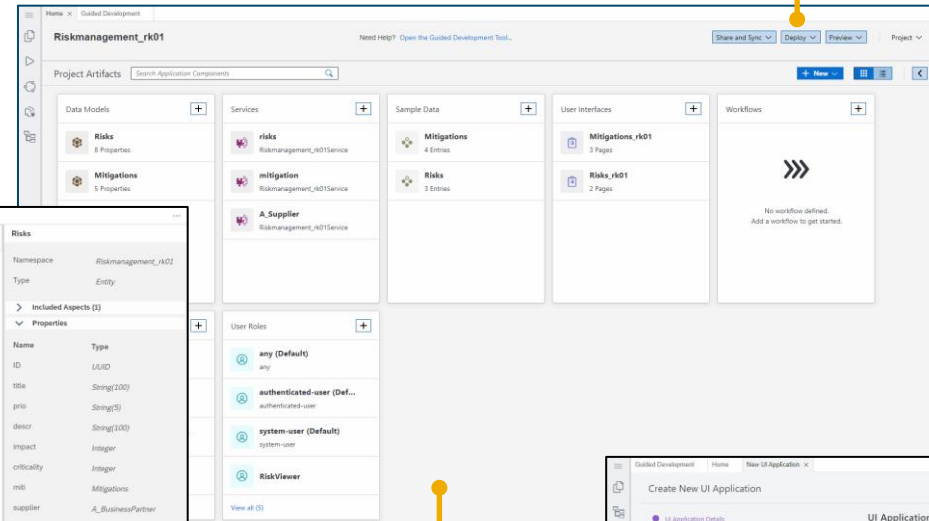 Home × Guided Development
Riskmanagement_rk01
Need Help? Open the Guided Development Tool...
Share and Sync Deploy Preview Project
Project Artifacts Search Application Components
+ New
Data Models
Risks
8 Properties
Mitigations
5 Properties
Services
risks
Riskmanagement_rk01Service
mitigation
Riskmanagement_rk01Service
A_Supplier
Riskmanagement_rk01Service
Sample Data
Mitigations
4 Entries
Risks
3 Entries
User Interfaces
Mitigations_rk01
3 Pages
Risks_rk01
2 Pages
Workflows
No workflow defined.
Add a workflow to get started.
Risks
Namespace Riskmanagement_rk01
Type Entity
Included Aspects (1)
Properties
Name Type
ID UUID
title String(100)
prio String(5)
descr String(100)
impact Integer
criticality Integer
miti Mitigations
supplier A_BusinessPartner
User Roles
any (Default)
any
authenticated-user (Def...
authenticated-user
system-user (Default)
system-user
RiskViewer
View all (5)
Guided Development Home New UI Application ×
Create New UI Application
UI Application Details
UI Application